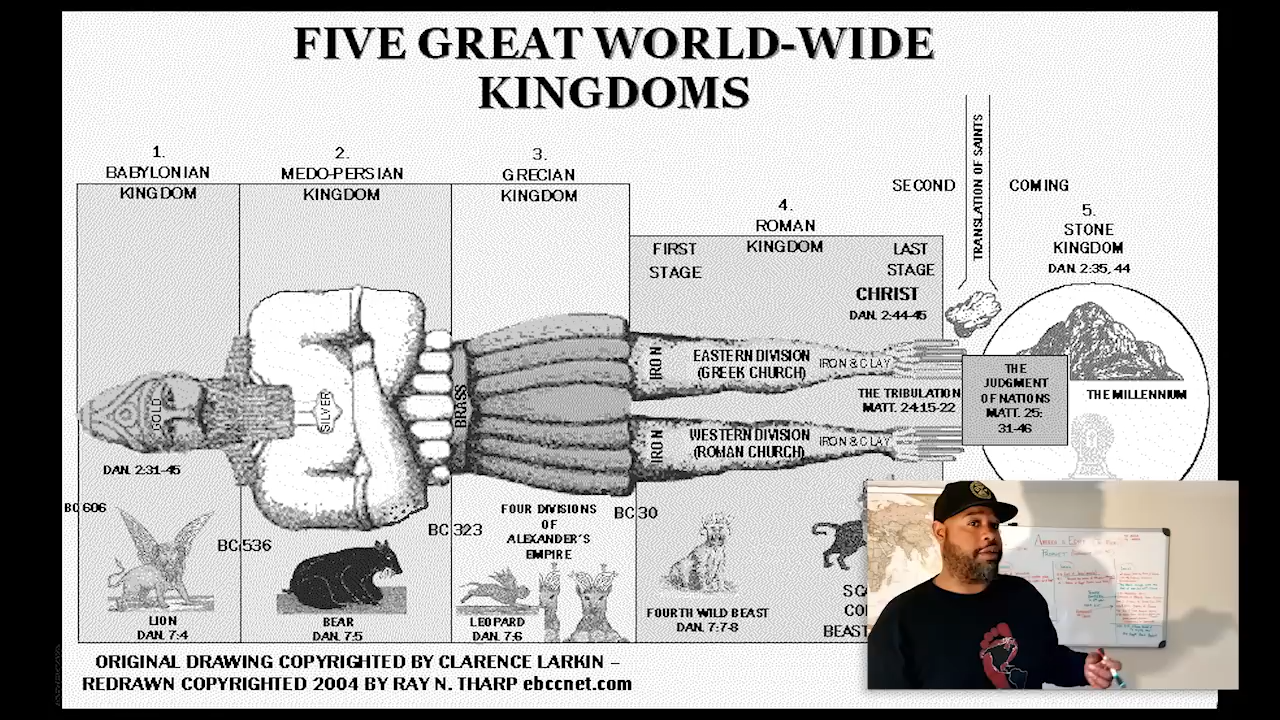 FIVE GREAT WORLD-WIDE
KINGDOMS
1.
BABYLONIAN
KINGDOM
2.
MEDO-PERSIAN
KINGDOM
3.
GRECIAN
KINGDOM
4.
ROMAN
KINGDOM
FIRST
STAGE
LAST
STAGE
CHRIST
DAN. 2:44-45
SECOND
COMING
TRANSLATION OF SAINTS
5.
STONE
KINGDOM
DAN. 2:35, 44
GOLD
SILVER
BRASS
IRON
EASTERN DIVISION
(GREEK CHURCH)
IRON & CLAY
THE TRIBULATION
MATT. 24:15-22
IRON
WESTERN DIVISION
(ROMAN CHURCH)
IRON & CLAY
THE
JUDGMENT
OF NATIONS
MATT. 25:
31-46
THE MILLENNIUM
DAN. 2:31-45
BC 606
BC 536
BC 323
BC 30
FOUR DIVISIONS
OF
ALEXANDER'S
EMPIRE
LION
DAN. 7:4
BEAR
DAN. 7:5
LEOPARD
DAN. 7:6
FOURTH WILD BEAST
DAN. 7:7-8
SC
CO
BEAST
ORIGINAL DRAWING COPYRIGHTED BY CLARENCE LARKIN –
REDRAWN COPYRIGHTED 2004 BY RAY N. THARP ebccnet.com